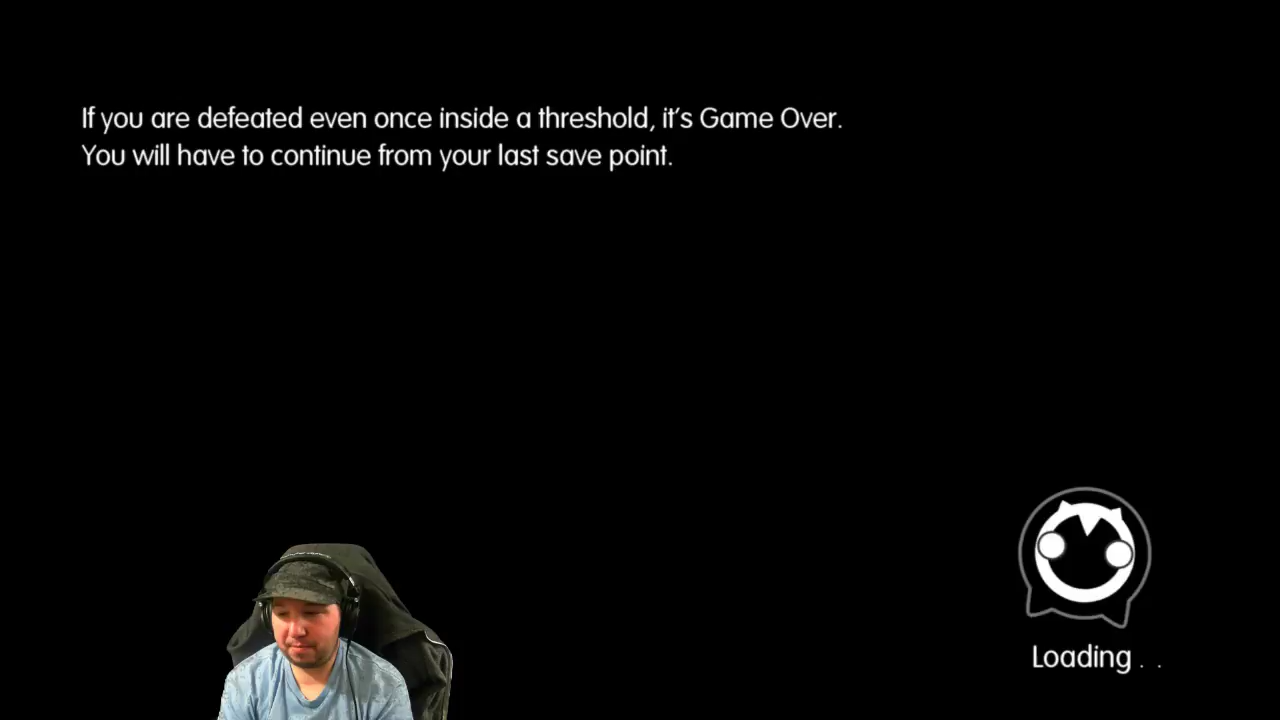 If you are defeated even once inside a threshold, it's Game Over.
You will have to continue from your last save point.
Loading . .